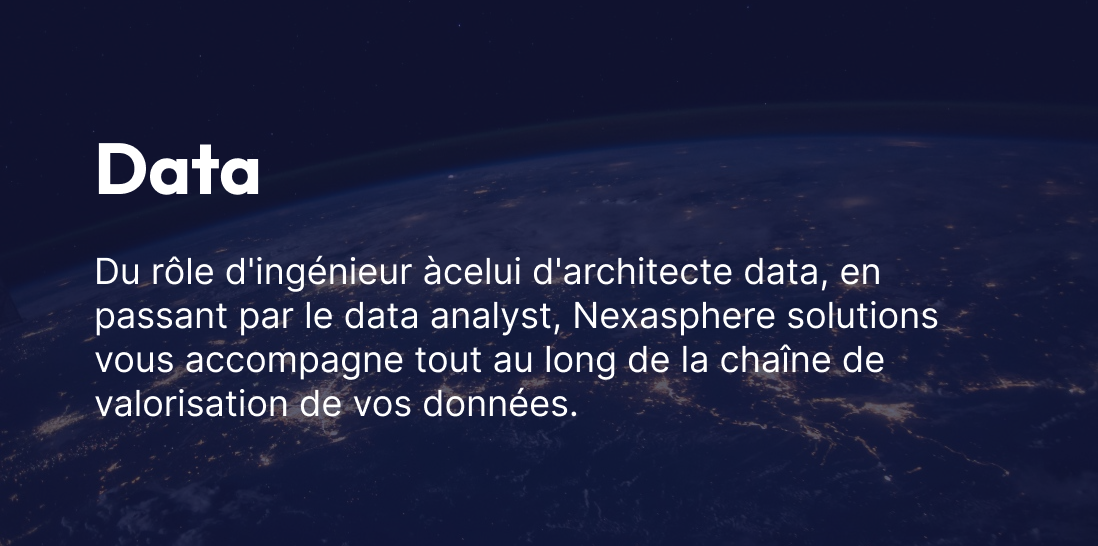 Data
Du rôle d'ingénieur àcelui d'architecte data, en
passant par le data analyst, Nexasphere solutions
vous accompagne tout au long de la chaîne de
valorisation de vos données.